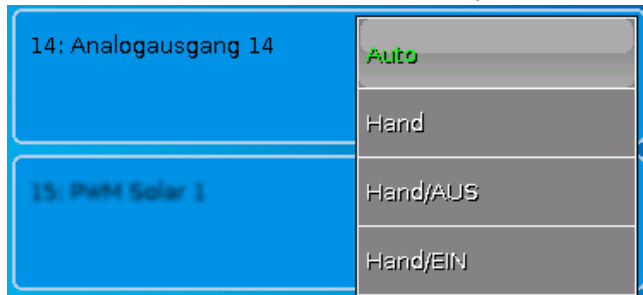 14: Analogausgang 14
Auto
Hand
15: PWM Solar 1
Hand/AUS
Hand/EIN